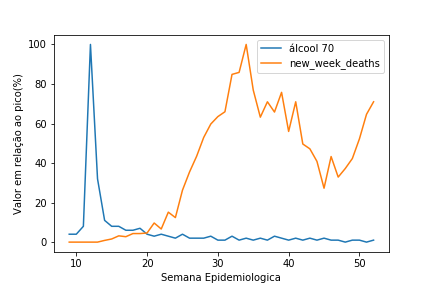 100
80
60
40
20
0
Valor em relação ao pico(%)
álcool 70
new_week_deaths
10
20
30
40
50
Semana Epidemiologica